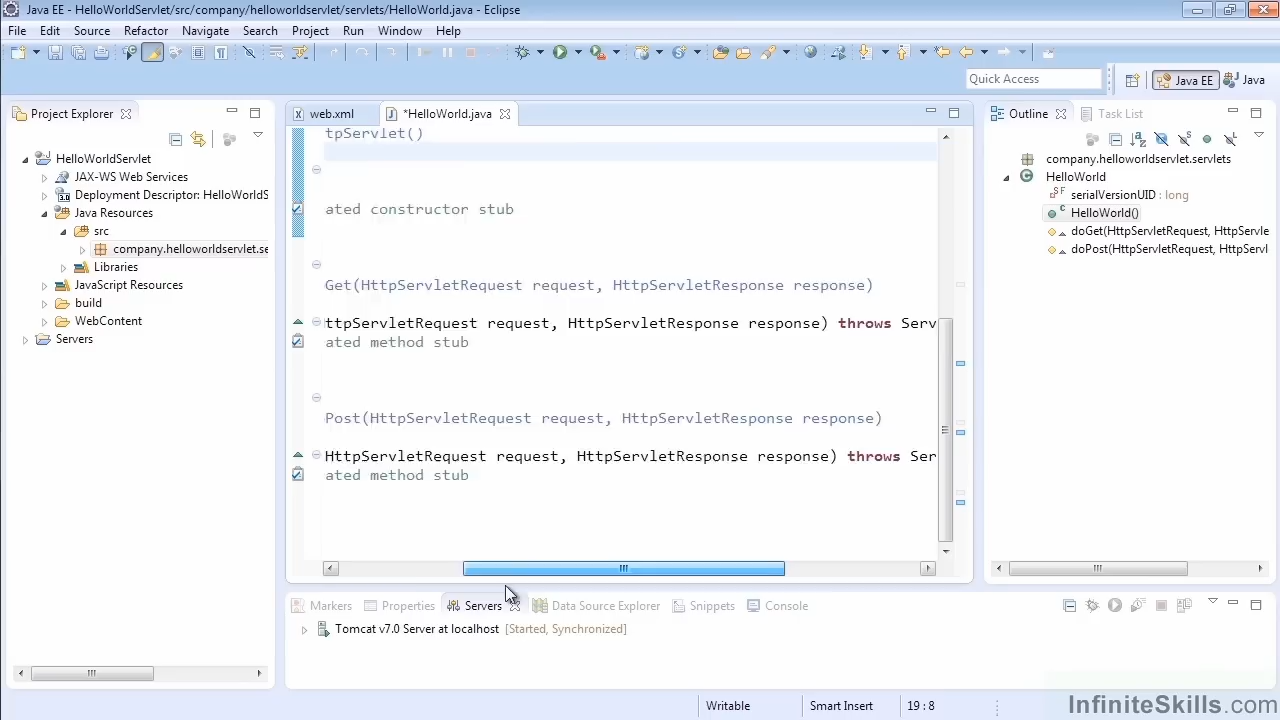 Java EE - HelloWorldServlet/src/company/helloworldservlet/servlets/HelloWorld.java - Eclipse
File Edit Source Refactor Navigate Search Project Run Window Help
Quick Access
Java EE
Java
Project Explorer
HelloWorldServlet
JAX-WS Web Services
Deployment Descriptor: HelloWorldS
Java Resources
src
company.helloworldservlet.se
Libraries
JavaScript Resources
build
WebContent
Servers
web.xml
*HelloWorld.java
tpServlet()
ated constructor stub
Get(HttpServletRequest request, HttpServletResponse response)
ttpServletRequest request, HttpServletResponse response) throws Serv
ated method stub
Post(HttpServletRequest request, HttpServletResponse response)
HttpServletRequest request, HttpServletResponse response) throws Ser
ated method stub
Outline
Task List
company.helloworldservlet.servlets
HelloWorld
serialVersionUID : long
HelloWorld()
doGet(HttpServletRequest, HttpServle
doPost(HttpServletRequest, HttpServl
Markers Properties Servers Data Source Explorer Snippets Console
Tomcat v7.0 Server at localhost [Started, Synchronized]
Writable Smart Insert 19 : 8
InfiniteSkills.com